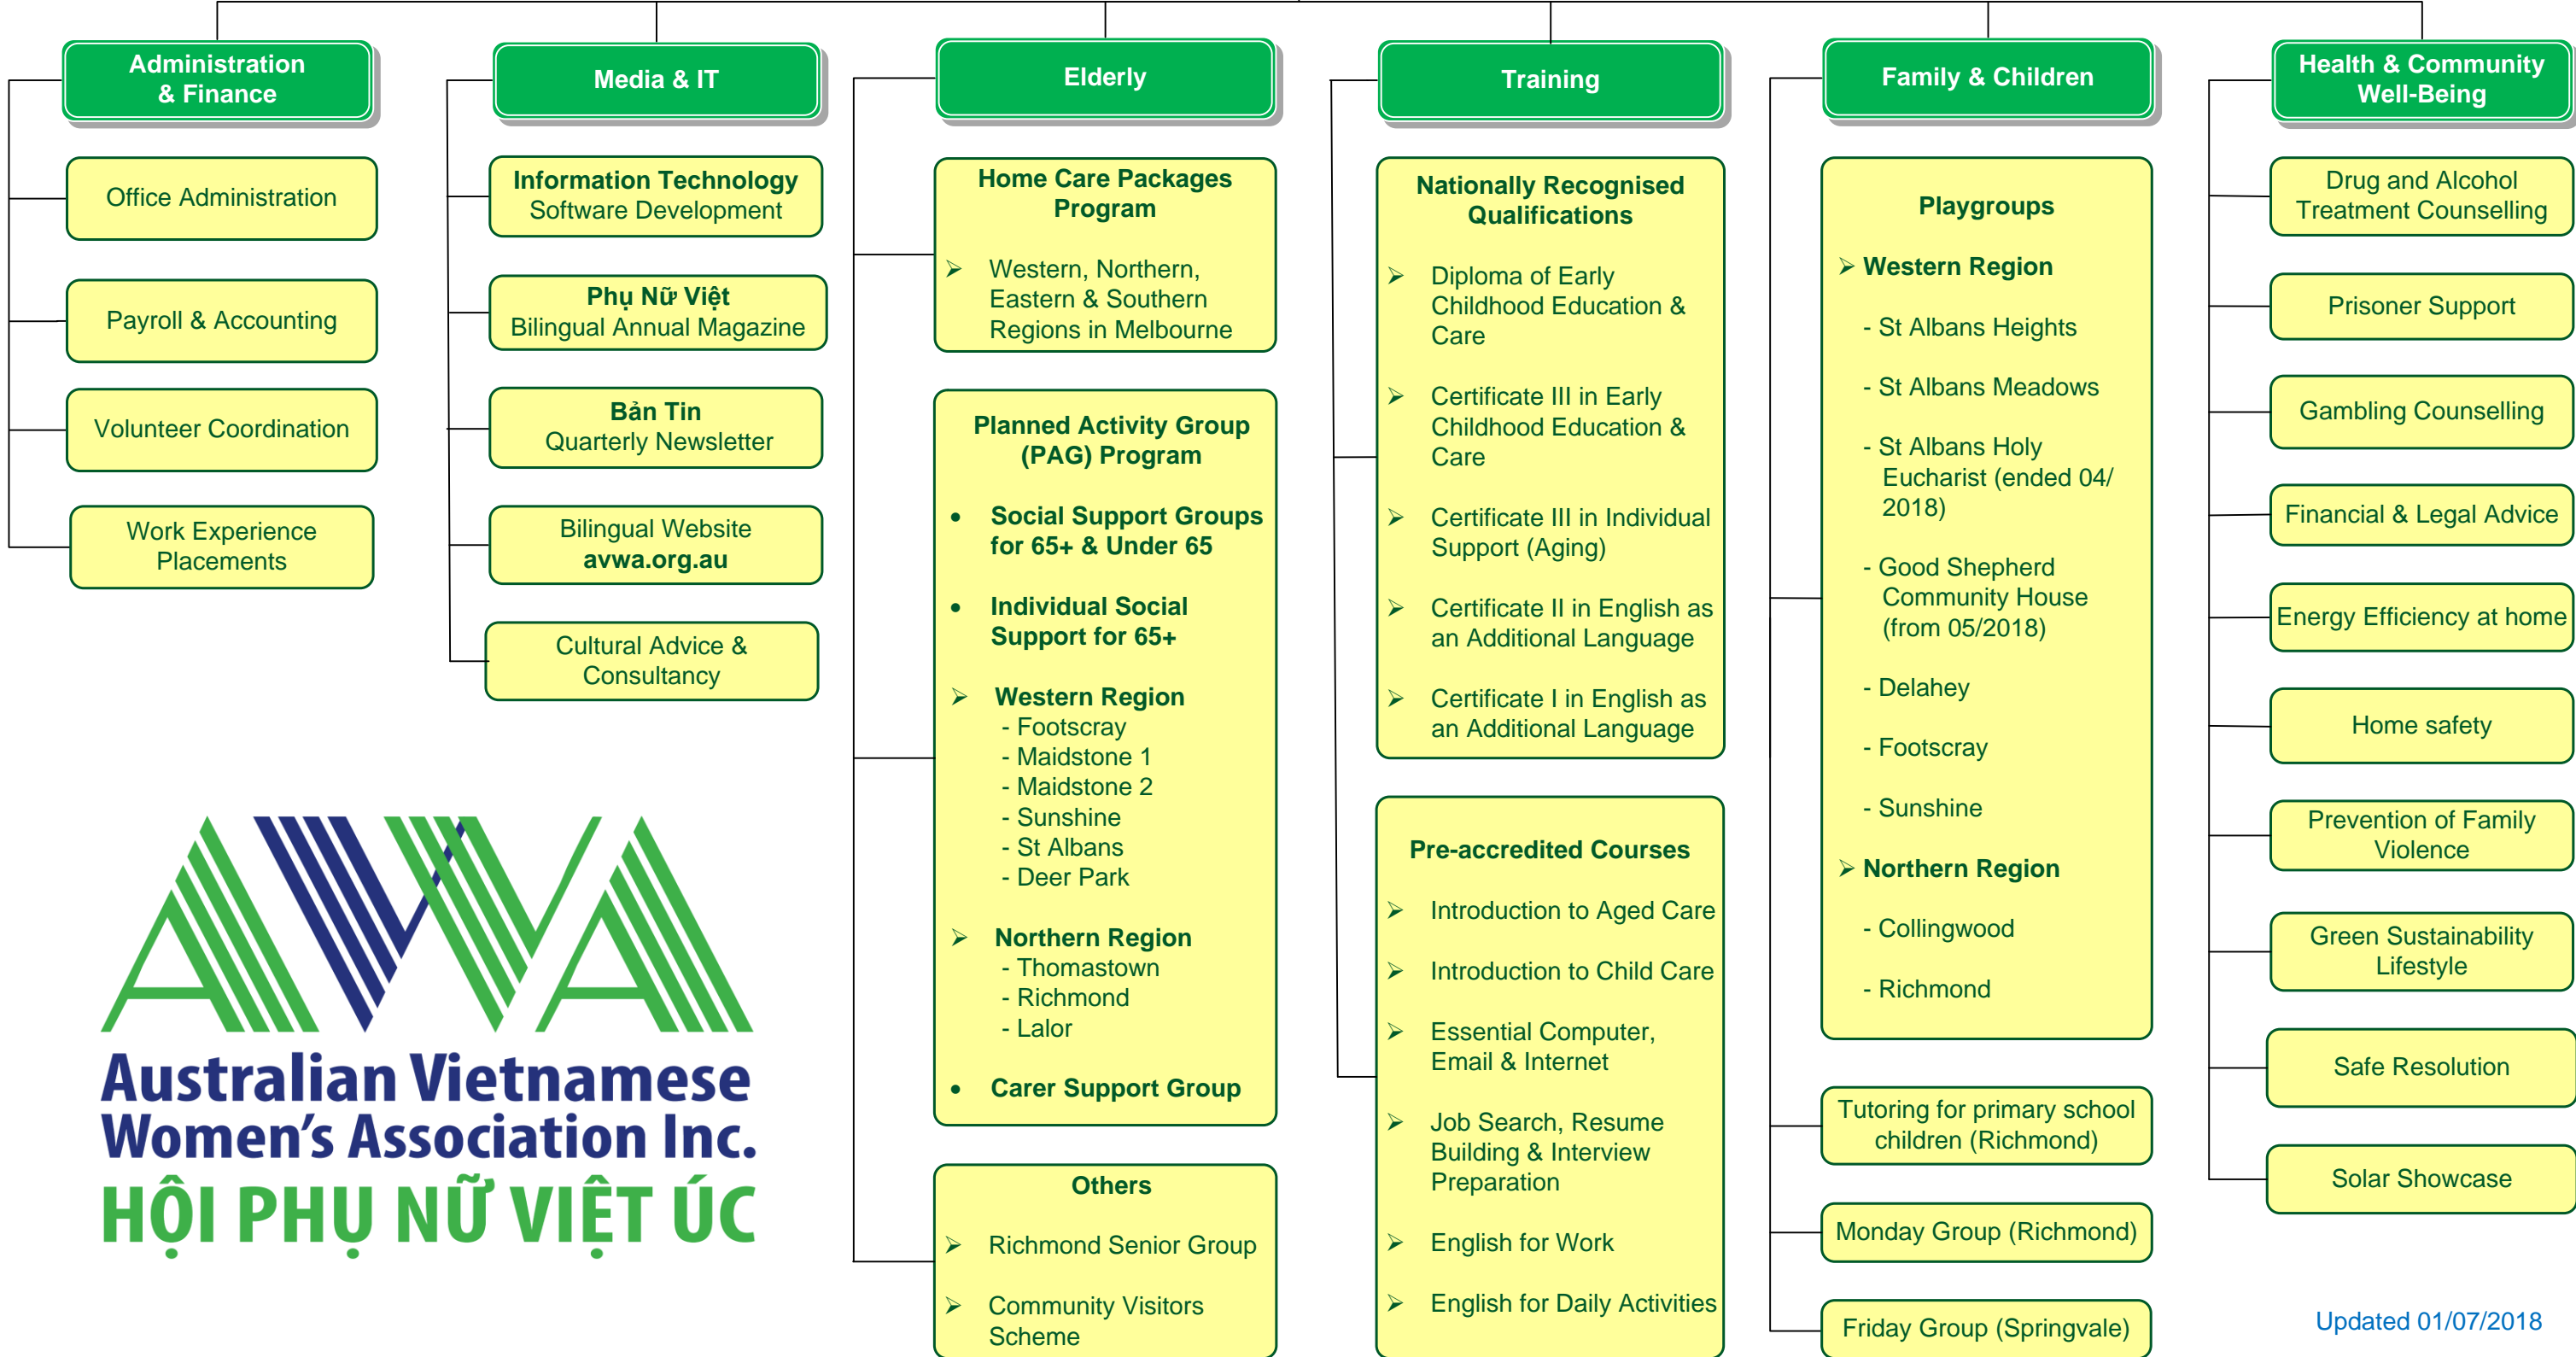 Administration
& Finance
Office Administration
Payroll & Accounting
Volunteer Coordination
Work Experience
Placements
Media & IT
Information Technology
Software Development
Phụ Nữ Việt
Bilingual Annual Magazine
Bản Tin
Quarterly Newsletter
Bilingual Website
avwa.org.au
Cultural Advice &
Consultancy
Elderly
Home Care Packages
Program
➢ Western, Northern,
Eastern & Southern
Regions in Melbourne
Planned Activity Group
(PAG) Program
• Social Support Groups
for 65+ & Under 65
• Individual Social
Support for 65+
➢ Western Region
- Footscray
- Maidstone 1
- Maidstone 2
- Sunshine
- St Albans
- Deer Park
➢ Northern Region
- Thomastown
- Richmond
- Lalor
• Carer Support Group
Others
➢ Richmond Senior Group
➢ Community Visitors
Scheme
Training
Nationally Recognised
Qualifications
➢ Diploma of Early
Childhood Education &
Care
➢ Certificate III in Early
Childhood Education &
Care
➢ Certificate III in Individual
Support (Aging)
➢ Certificate II in English as
an Additional Language
➢ Certificate I in English as
an Additional Language
Pre-accredited Courses
➢ Introduction to Aged Care
➢ Introduction to Child Care
➢ Essential Computer,
Email & Internet
➢ Job Search, Resume
Building & Interview
Preparation
➢ English for Work
➢ English for Daily Activities
Family & Children
Playgroups
➢ Western Region
- St Albans Heights
- St Albans Meadows
- St Albans Holy
Eucharist (ended 04/
2018)
- Good Shepherd
Community House
(from 05/2018)
- Delahey
- Footscray
- Sunshine
➢ Northern Region
- Collingwood
- Richmond
Tutoring for primary school
children (Richmond)
Monday Group (Richmond)
Friday Group (Springvale)
Health & Community
Well-Being
Drug and Alcohol
Treatment Counselling
Prisoner Support
Gambling Counselling
Financial & Legal Advice
Energy Efficiency at home
Home safety
Prevention of Family
Violence
Green Sustainability
Lifestyle
Safe Resolution
Solar Showcase
AVWA
Australian Vietnamese
Women's Association Inc.
HỘI PHỤ NỮ VIỆT ÚC
Updated 01/07/2018